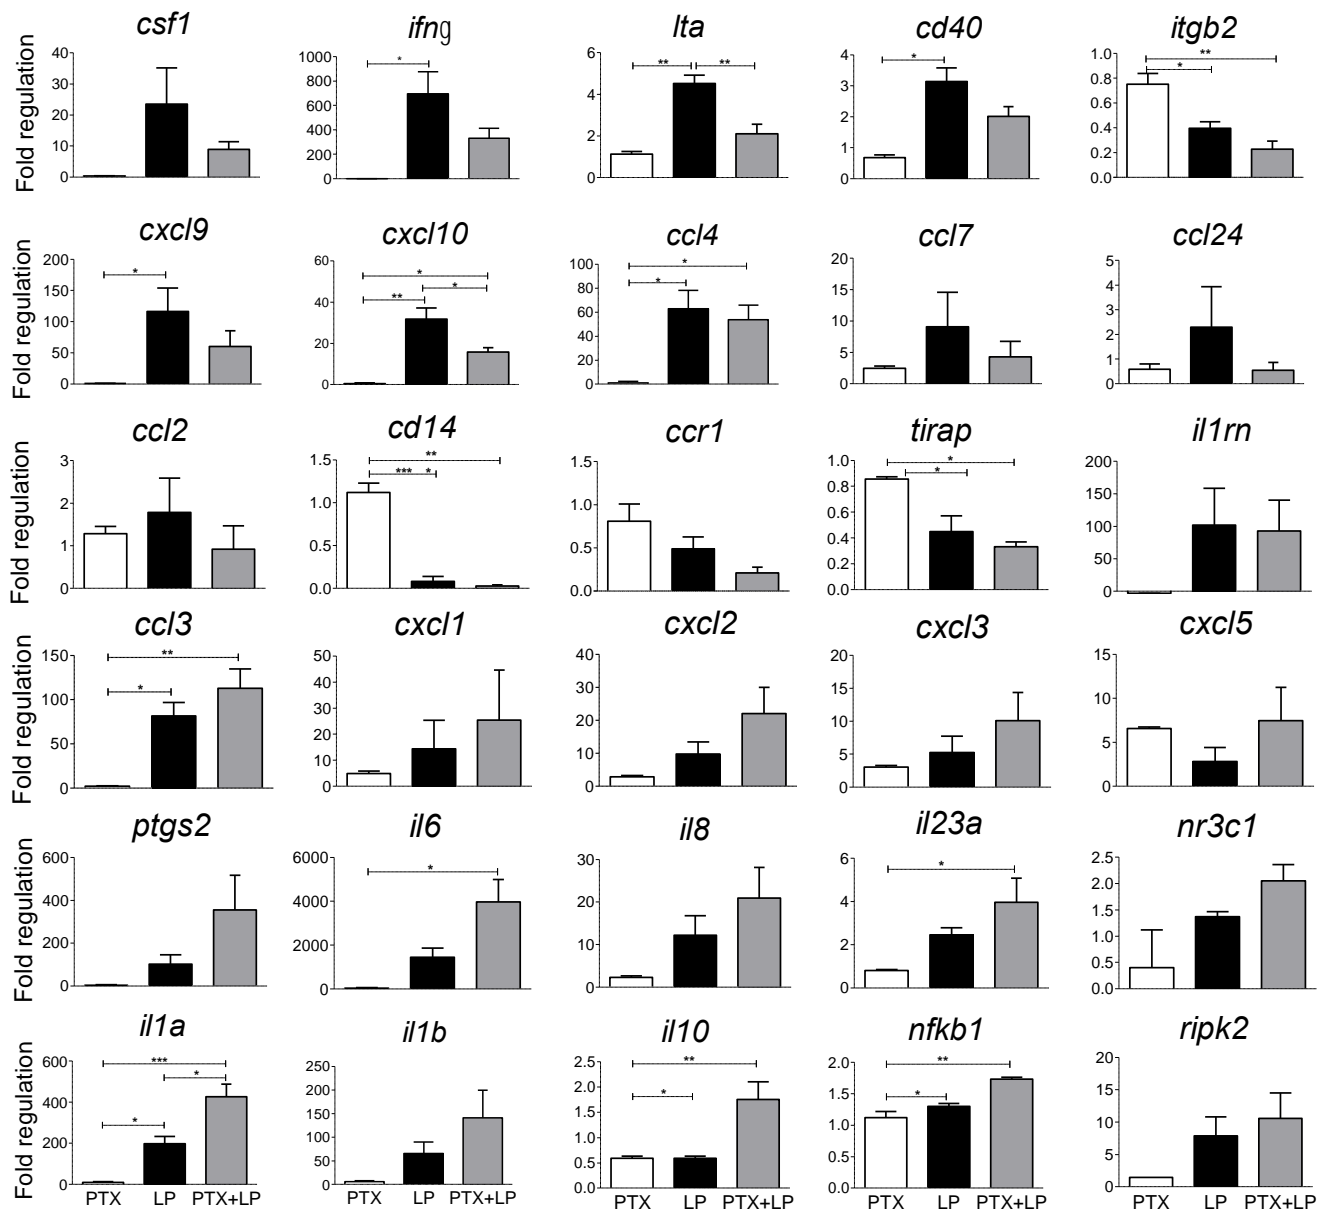 csf1 ifng lta cd40 itgb2
Fold regulation
40 30 20 10 0
1000 800 600 400 200 0
*
6 4 2 0
** **
4 3 2 1 0
*
1.0 0.8 0.6 0.4 0.2 0.0
**
*
cxcl9 cxcl10 ccl4 ccl7 ccl24
Fold regulation
200 150 100 50 0
*
60 40 20 0
*
*
**
100 80 60 40 20 0
*
*
20 15 10 5 0
5 4 3 2 1 0
ccl2 cd14 ccr1 tirap il1rn
Fold regulation
3 2 1 0
1.5 1.0 0.5 0.0
**
*** *
1.5 1.0 0.5 0.0
1.0 0.8 0.6 0.4 0.2 0.0
*
*
200 150 100 50 0
ccl3 cxcl1 cxcl2 cxcl3 cxcl5
Fold regulation
150 100 50 0
**
*
50 40 30 20 10 0
40 30 20 10 0
20 15 10 5 0
15 10 5 0
ptgs2 il6 il8 il23a nr3c1
Fold regulation
600 400 200 0
6000 4000 2000 0
*
30 20 10 0
6 4 2 0
*
2.5 2.0 1.5 1.0 0.5 0.0
il1a il1b il10 nfkb1 ripk2
Fold regulation
600 400 200 0
***
*
*
250 200 150 100 50 0
2.5 2.0 1.5 1.0 0.5 0.0
**
*
2.0 1.5 1.0 0.5 0.0
**
*
20 15 10 5 0
PTX LP PTX+LP PTX LP PTX+LP PTX LP PTX+LP PTX LP PTX+LP PTX LP PTX+LP